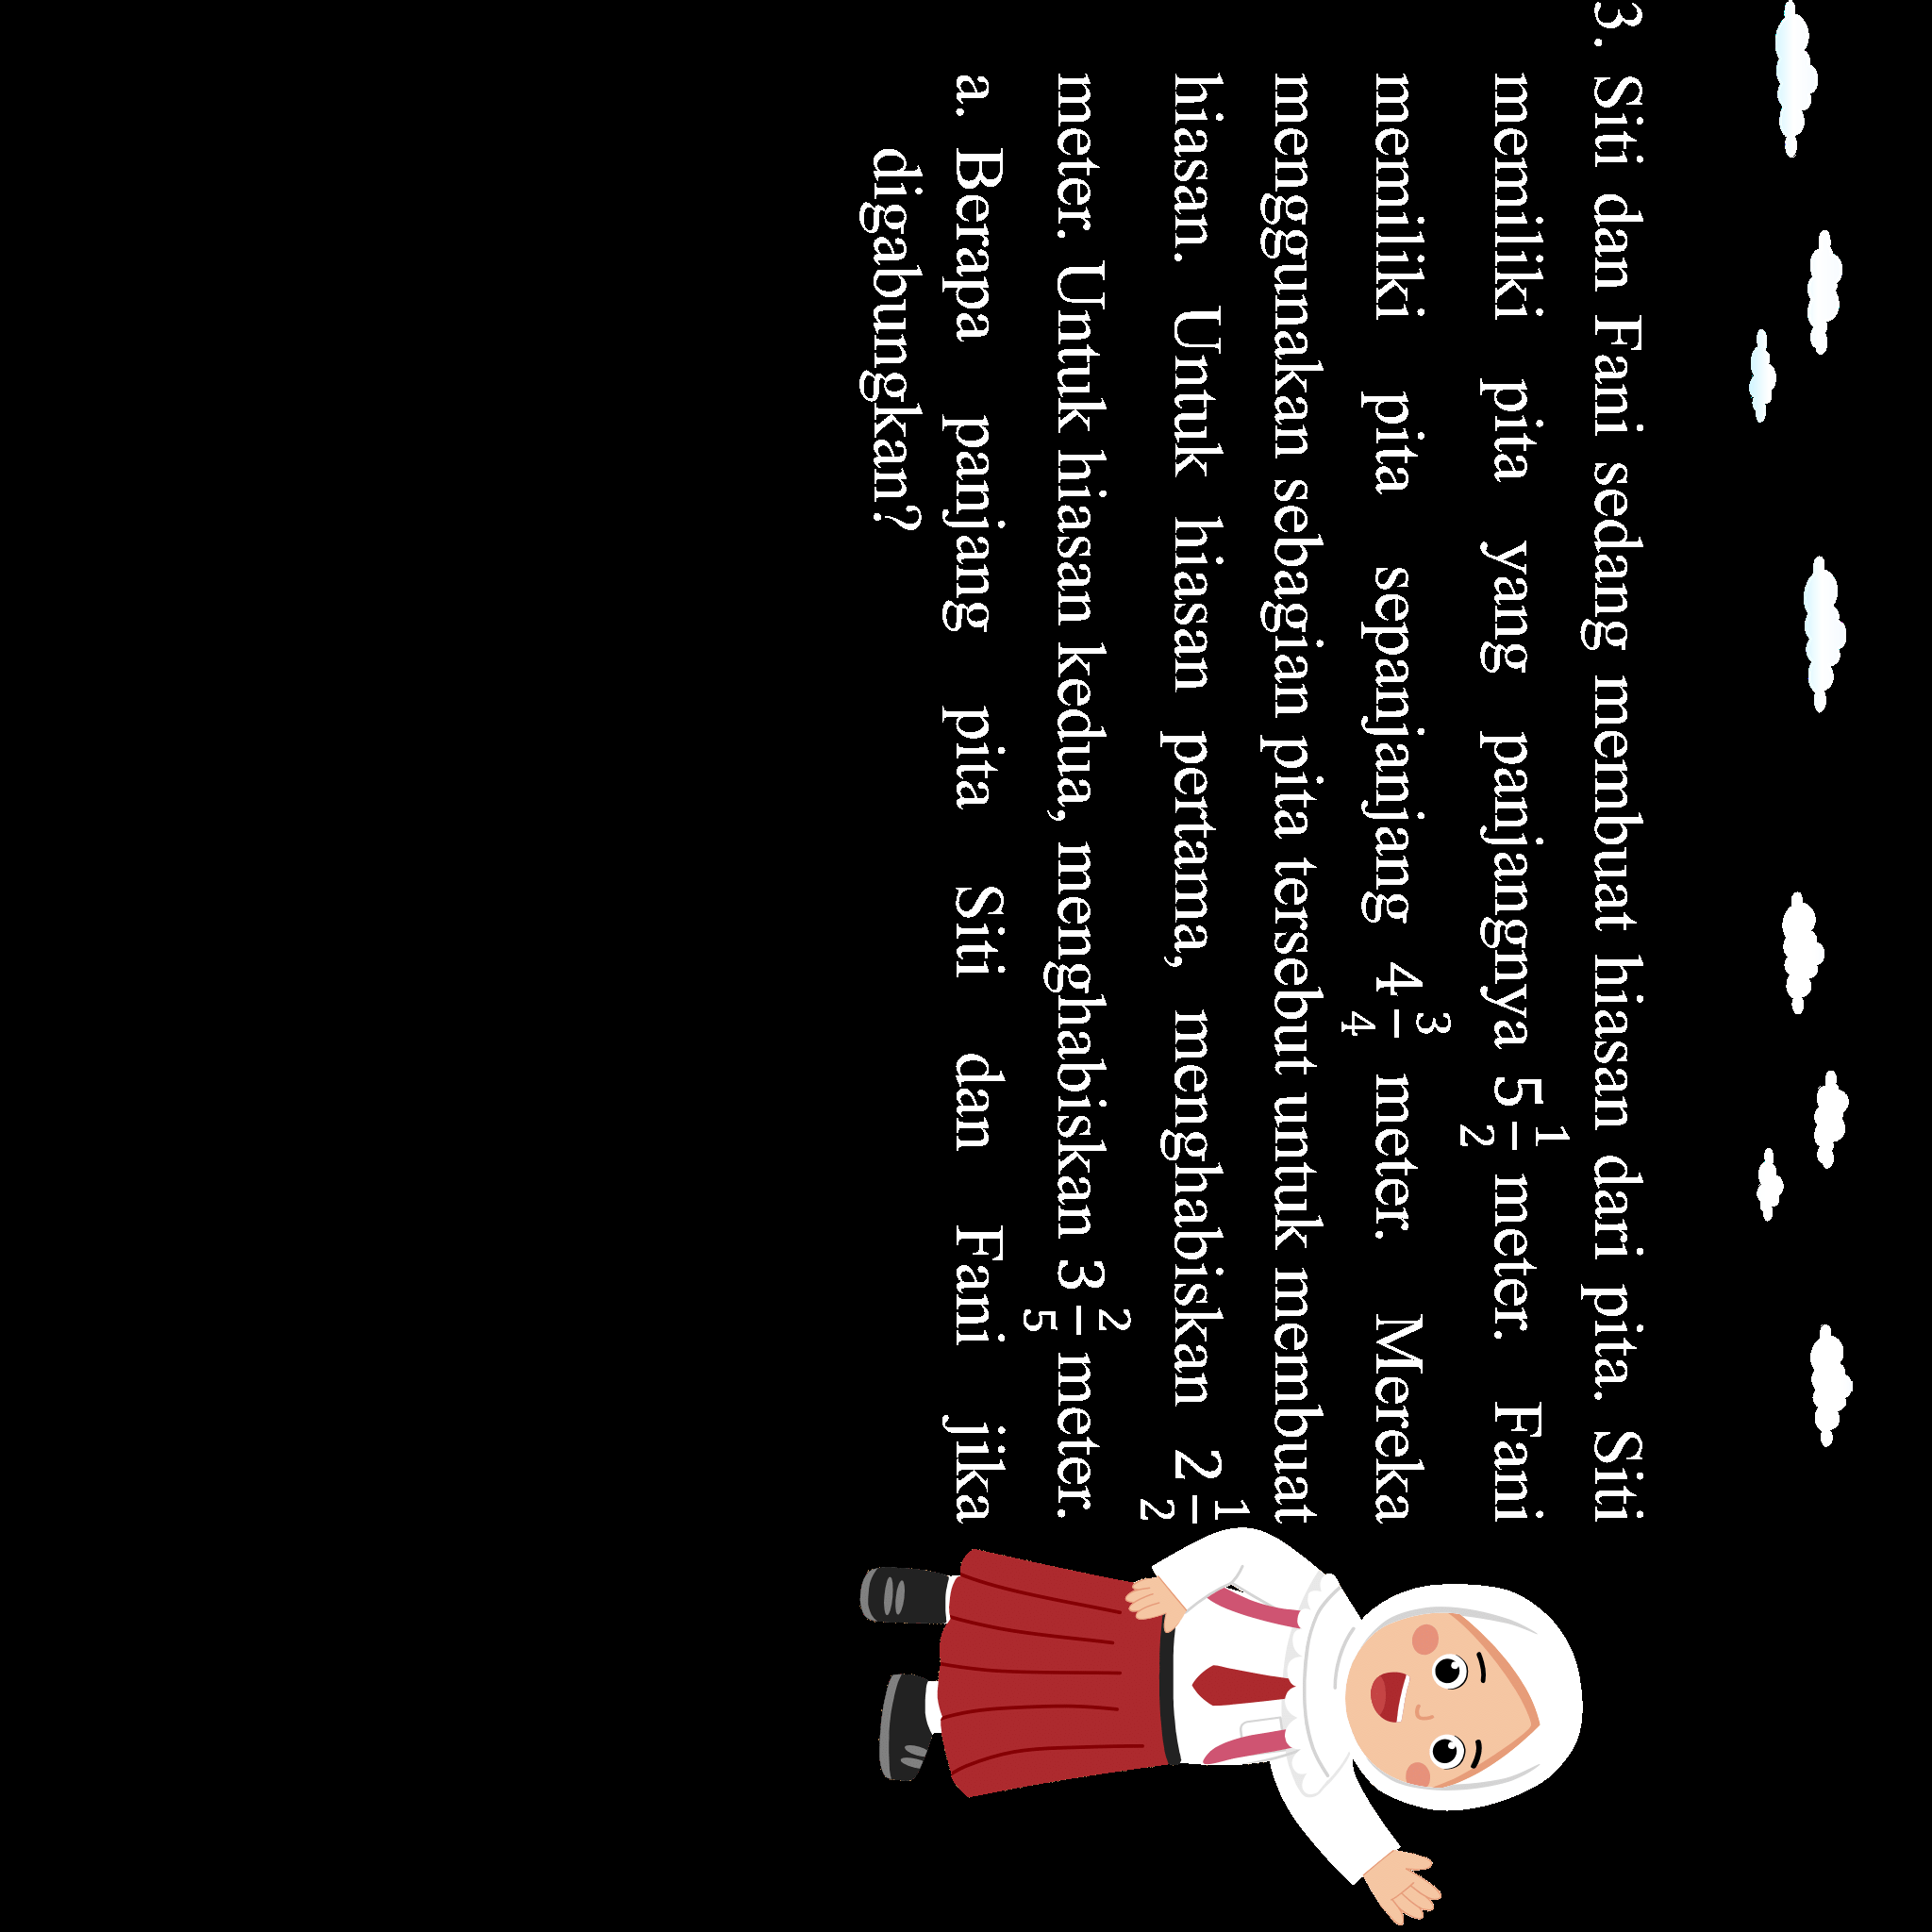 3. Siti dan Fani sedang membuat hiasan dari pita. Siti
memiliki pita yang panjangnya 5 1/2 meter. Fani
memiliki pita sepanjanjang 4 3/4 meter. Mereka
menggunakan sebagian pita tersebut untuk membuat
hiasan. Untuk hiasan pertama, menghabiskan 2 1/2
meter. Untuk hiasan kedua, menghabiskan 3 2/5 meter.
a. Berapa panjang pita Siti dan Fani jika
digabungkan?